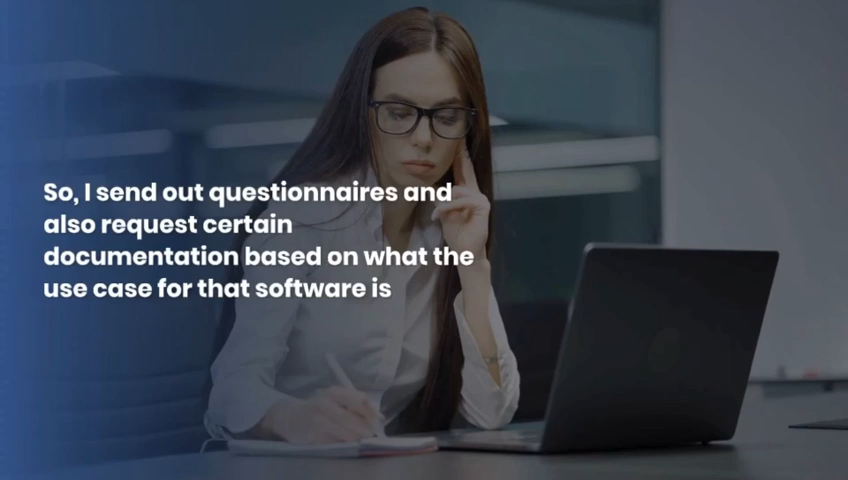 So, I send out questionnaires and
also request certain
documentation based on what the
use case for that software is